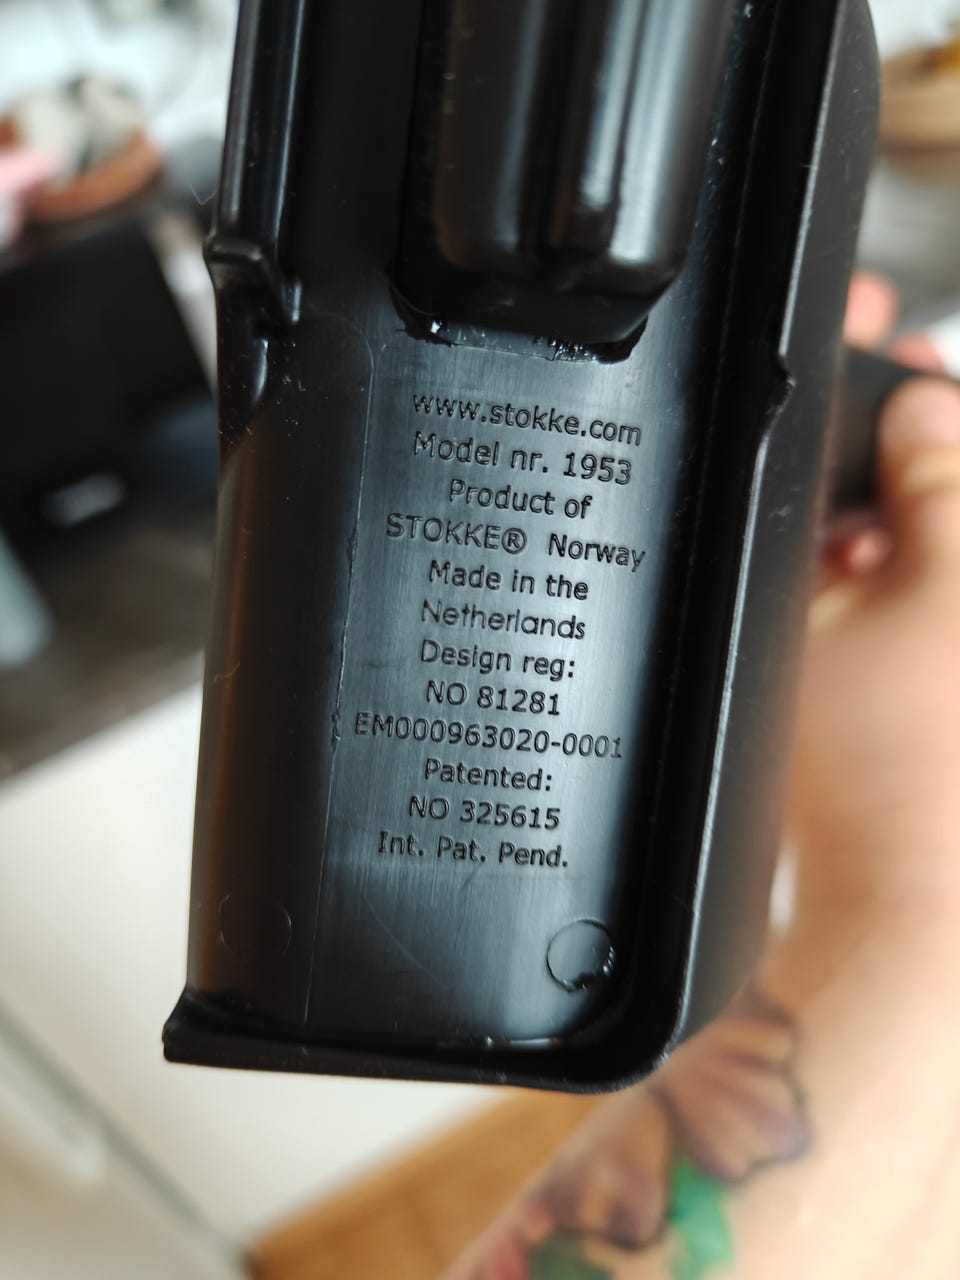 www.stokke.com
Model nr. 1953
Product of
STOKKE® Norway
Made in the
Netherlands
Design reg:
NO 81281
EM000963020-0001
Patented:
NO 325615
Int. Pat. Pend.